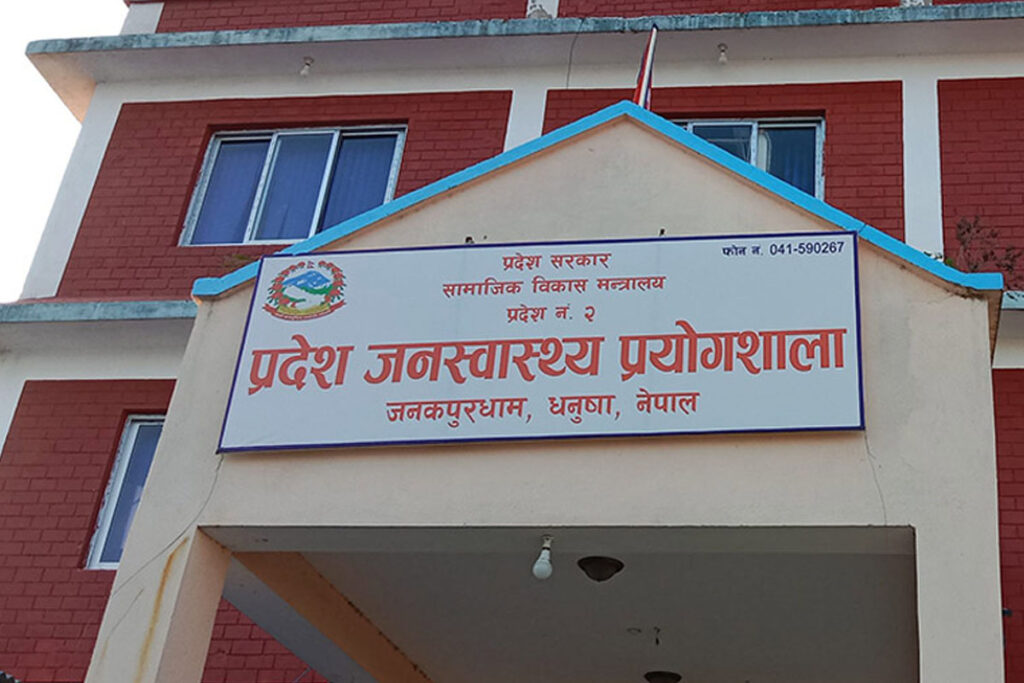 फोन नं. 041-590267
प्रदेश सरकार
सामाजिक विकास मन्त्रालय
प्रदेश नं. २
प्रदेश जनस्वास्थ्य प्रयोगशाला
जनकपुरधाम, धनुषा, नेपाल